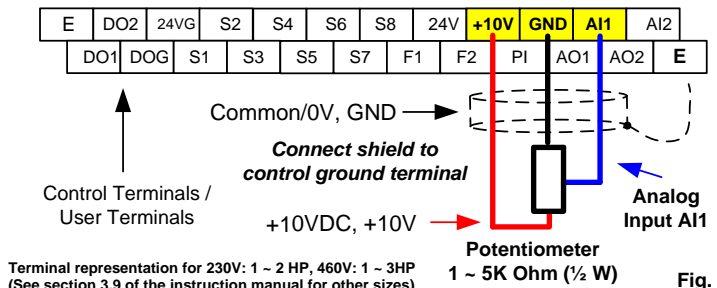 E DO2 24VG S2 S4 S6 S8 24V +10V GND AI1 AI2
DO1 DOG S1 S3 S5 S7 F1 F2 PI AO1 AO2 E
Common/0V, GND
Connect shield to
control ground terminal
Control Terminals /
User Terminals
+10VDC, +10V
Analog
Input AI1
Potentiometer
1 ~ 5K Ohm (½ W)
Terminal representation for 230V: 1 ~ 2 HP, 460V: 1 ~ 3HP
(See section 3.9 of the instruction manual for other sizes)
Fig.